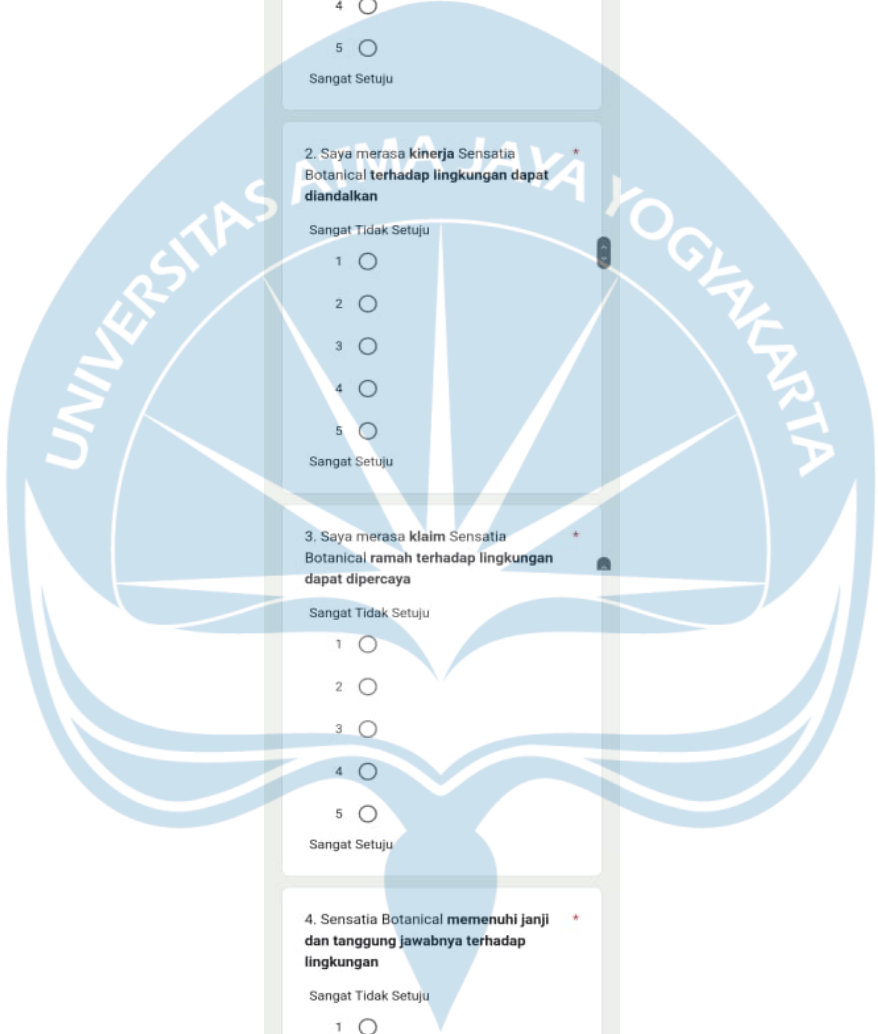 4
5
Sangat Setuju
UNIVERSITAS ATMA JAYA YOGYAKARTA
2. Saya merasa kinerja Sensatia *
Botanical terhadap lingkungan dapat
diandalkan
Sangat Tidak Setuju
1
2
3
4
5
Sangat Setuju
3. Saya merasa klaim Sensatia *
Botanical ramah terhadap lingkungan
dapat dipercaya
Sangat Tidak Setuju
1
2
3
4
5
Sangat Setuju
4. Sensatia Botanical memenuhi janji *
dan tanggung jawabnya terhadap
lingkungan
Sangat Tidak Setuju
1